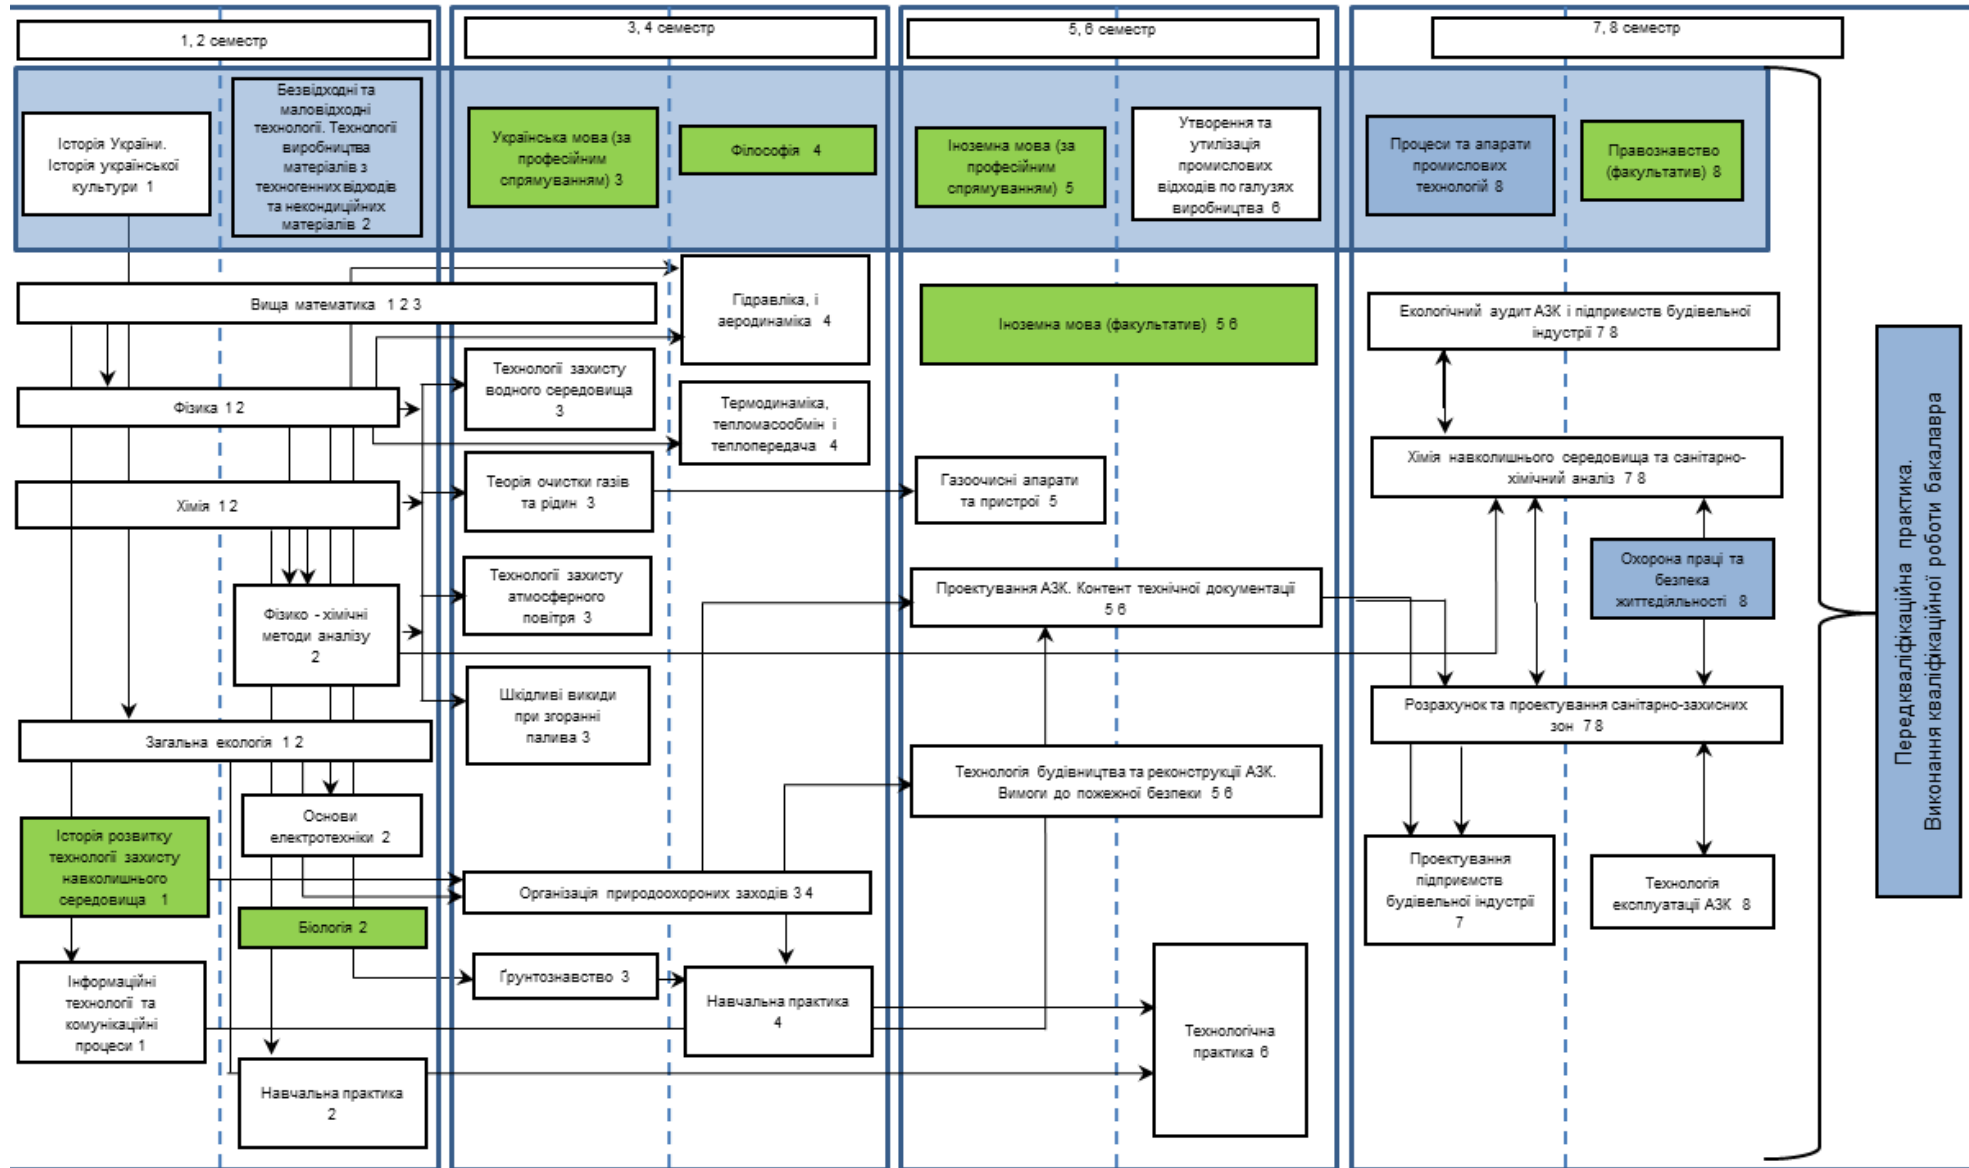 1, 2 семестр
3, 4 семестр
5, 6 семестр
7, 8 семестр
Історія України.
Історія української
культури 1
Безвідходні та
маловідходні
технології. Технології
виробництва
матеріалів з
техногенних відходів
та некондиційних
матеріалів 2
Українська мова (за
професійним
спрямуванням) 3
Філософія 4
Іноземна мова (за
професійним
спрямуванням) 5
Утворення та
утилізація
промислових
відходів по галузях
виробництва 6
Процеси та апарати
промислових
технологій 8
Правознавство
(факультатив) 8
Вища математика 1 2 3
Гідравліка, і
аеродинаміка 4
Іноземна мова (факультатив) 5 6
Екологічний аудит АЗК і підприємств будівельної
індустрії 7 8
Фізика 1 2
Технології захисту
водного середовища
3
Термодинаміка,
тепломасообмін і
теплопередача 4
Хімія 1 2
Теорія очистки газів
та рідин 3
Газоочисні апарати
та пристрої 5
Хімія навколишнього середовища та санітарно-
хімічний аналіз 7 8
Фізико - хімічні
методи аналізу
2
Технології захисту
атмосферного
повітря 3
Проектування АЗК. Контент технічної документації
5 6
Охорона праці та
безпека
життєдіяльності 8
Шкідливі викиди
при згоранні
палива 3
Розрахунок та проектування санітарно-захисних
зон 7 8
Загальна екологія 1 2
Технологія будівництва та реконструкції АЗК.
Вимоги до пожежної безпеки 5 6
Основи
електротехніки 2
Історія розвитку
технології захисту
навколишнього
середовища 1
Організація природоохороних заходів 3 4
Проектування
підприємств
будівельної індустрії
7
Технологія
експлуатації АЗК 8
Біологія 2
Інформаційні
технології та
комунікаційні
процеси 1
Ґрунтознавство 3
Навчальна практика
4
Технологічна
практика 6
Навчальна практика
2
Передкваліфікаційна практика.
Виконання кваліфікаційної роботи бакалавра